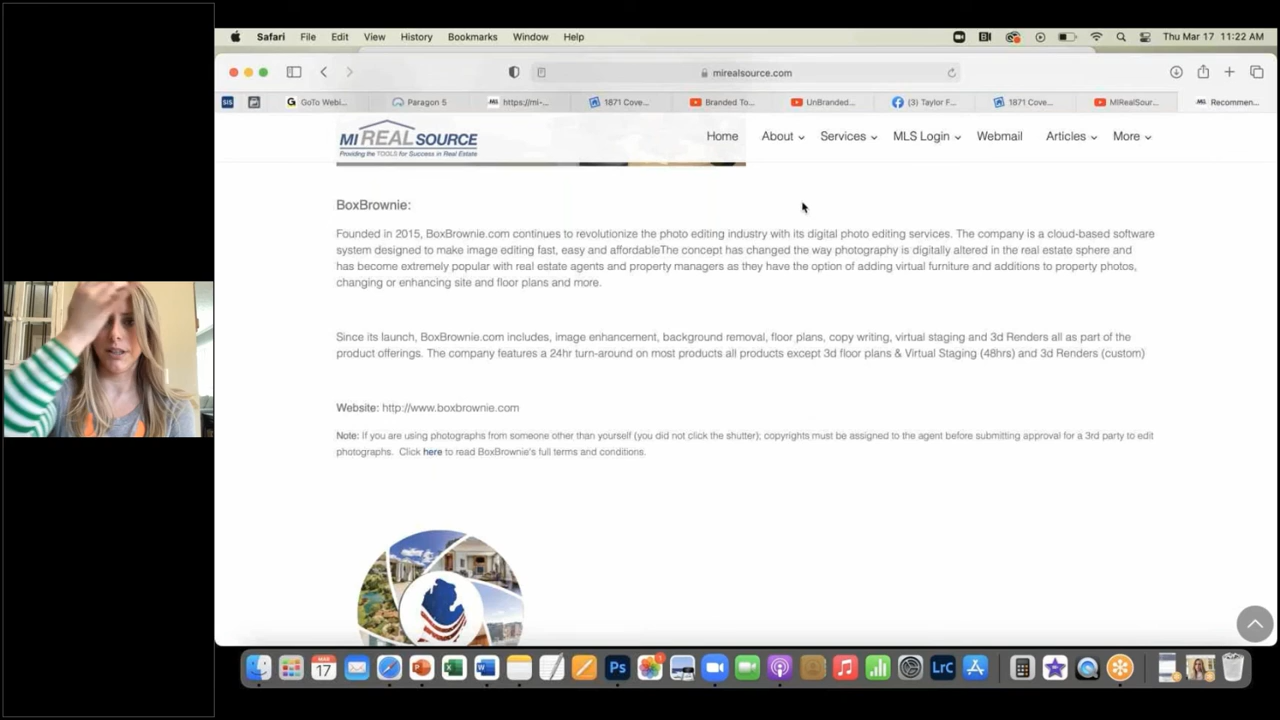 Safari File Edit View History Bookmarks Window Help
Thu Mar 17 11:22 AM
mirealsource.com
SIS
GoTo Webi...
Paragon 5
https://mi-...
1871 Cove...
Branded To...
UnBranded...
(3) Taylor F...
1871 Cove...
MIRealSour...
Recommen...
MI REAL SOURCE
Providing the TOOLS for Success in Real Estate
Home About Services MLS Login Webmail Articles More
BoxBrownie:
Founded in 2015, BoxBrownie.com continues to revolutionize the photo editing industry with its digital photo editing services. The company is a cloud-based software
system designed to make image editing fast, easy and affordableThe concept has changed the way photography is digitally altered in the real estate sphere and
has become extremely popular with real estate agents and property managers as they have the option of adding virtual furniture and additions to property photos,
changing or enhancing site and floor plans and more.
Since its launch, BoxBrownie.com includes, image enhancement, background removal, floor plans, copy writing, virtual staging and 3d Renders all as part of the
product offerings. The company features a 24hr turn-around on most products all products except 3d floor plans & Virtual Staging (48hrs) and 3d Renders (custom)
Website: http://www.boxbrownie.com
Note: If you are using photographs from someone other than yourself (you did not click the shutter); copyrights must be assigned to the agent before submitting approval for a 3rd party to edit
photographs. Click here to read BoxBrownie's full terms and conditions.
MAR
17
Ps
LrC